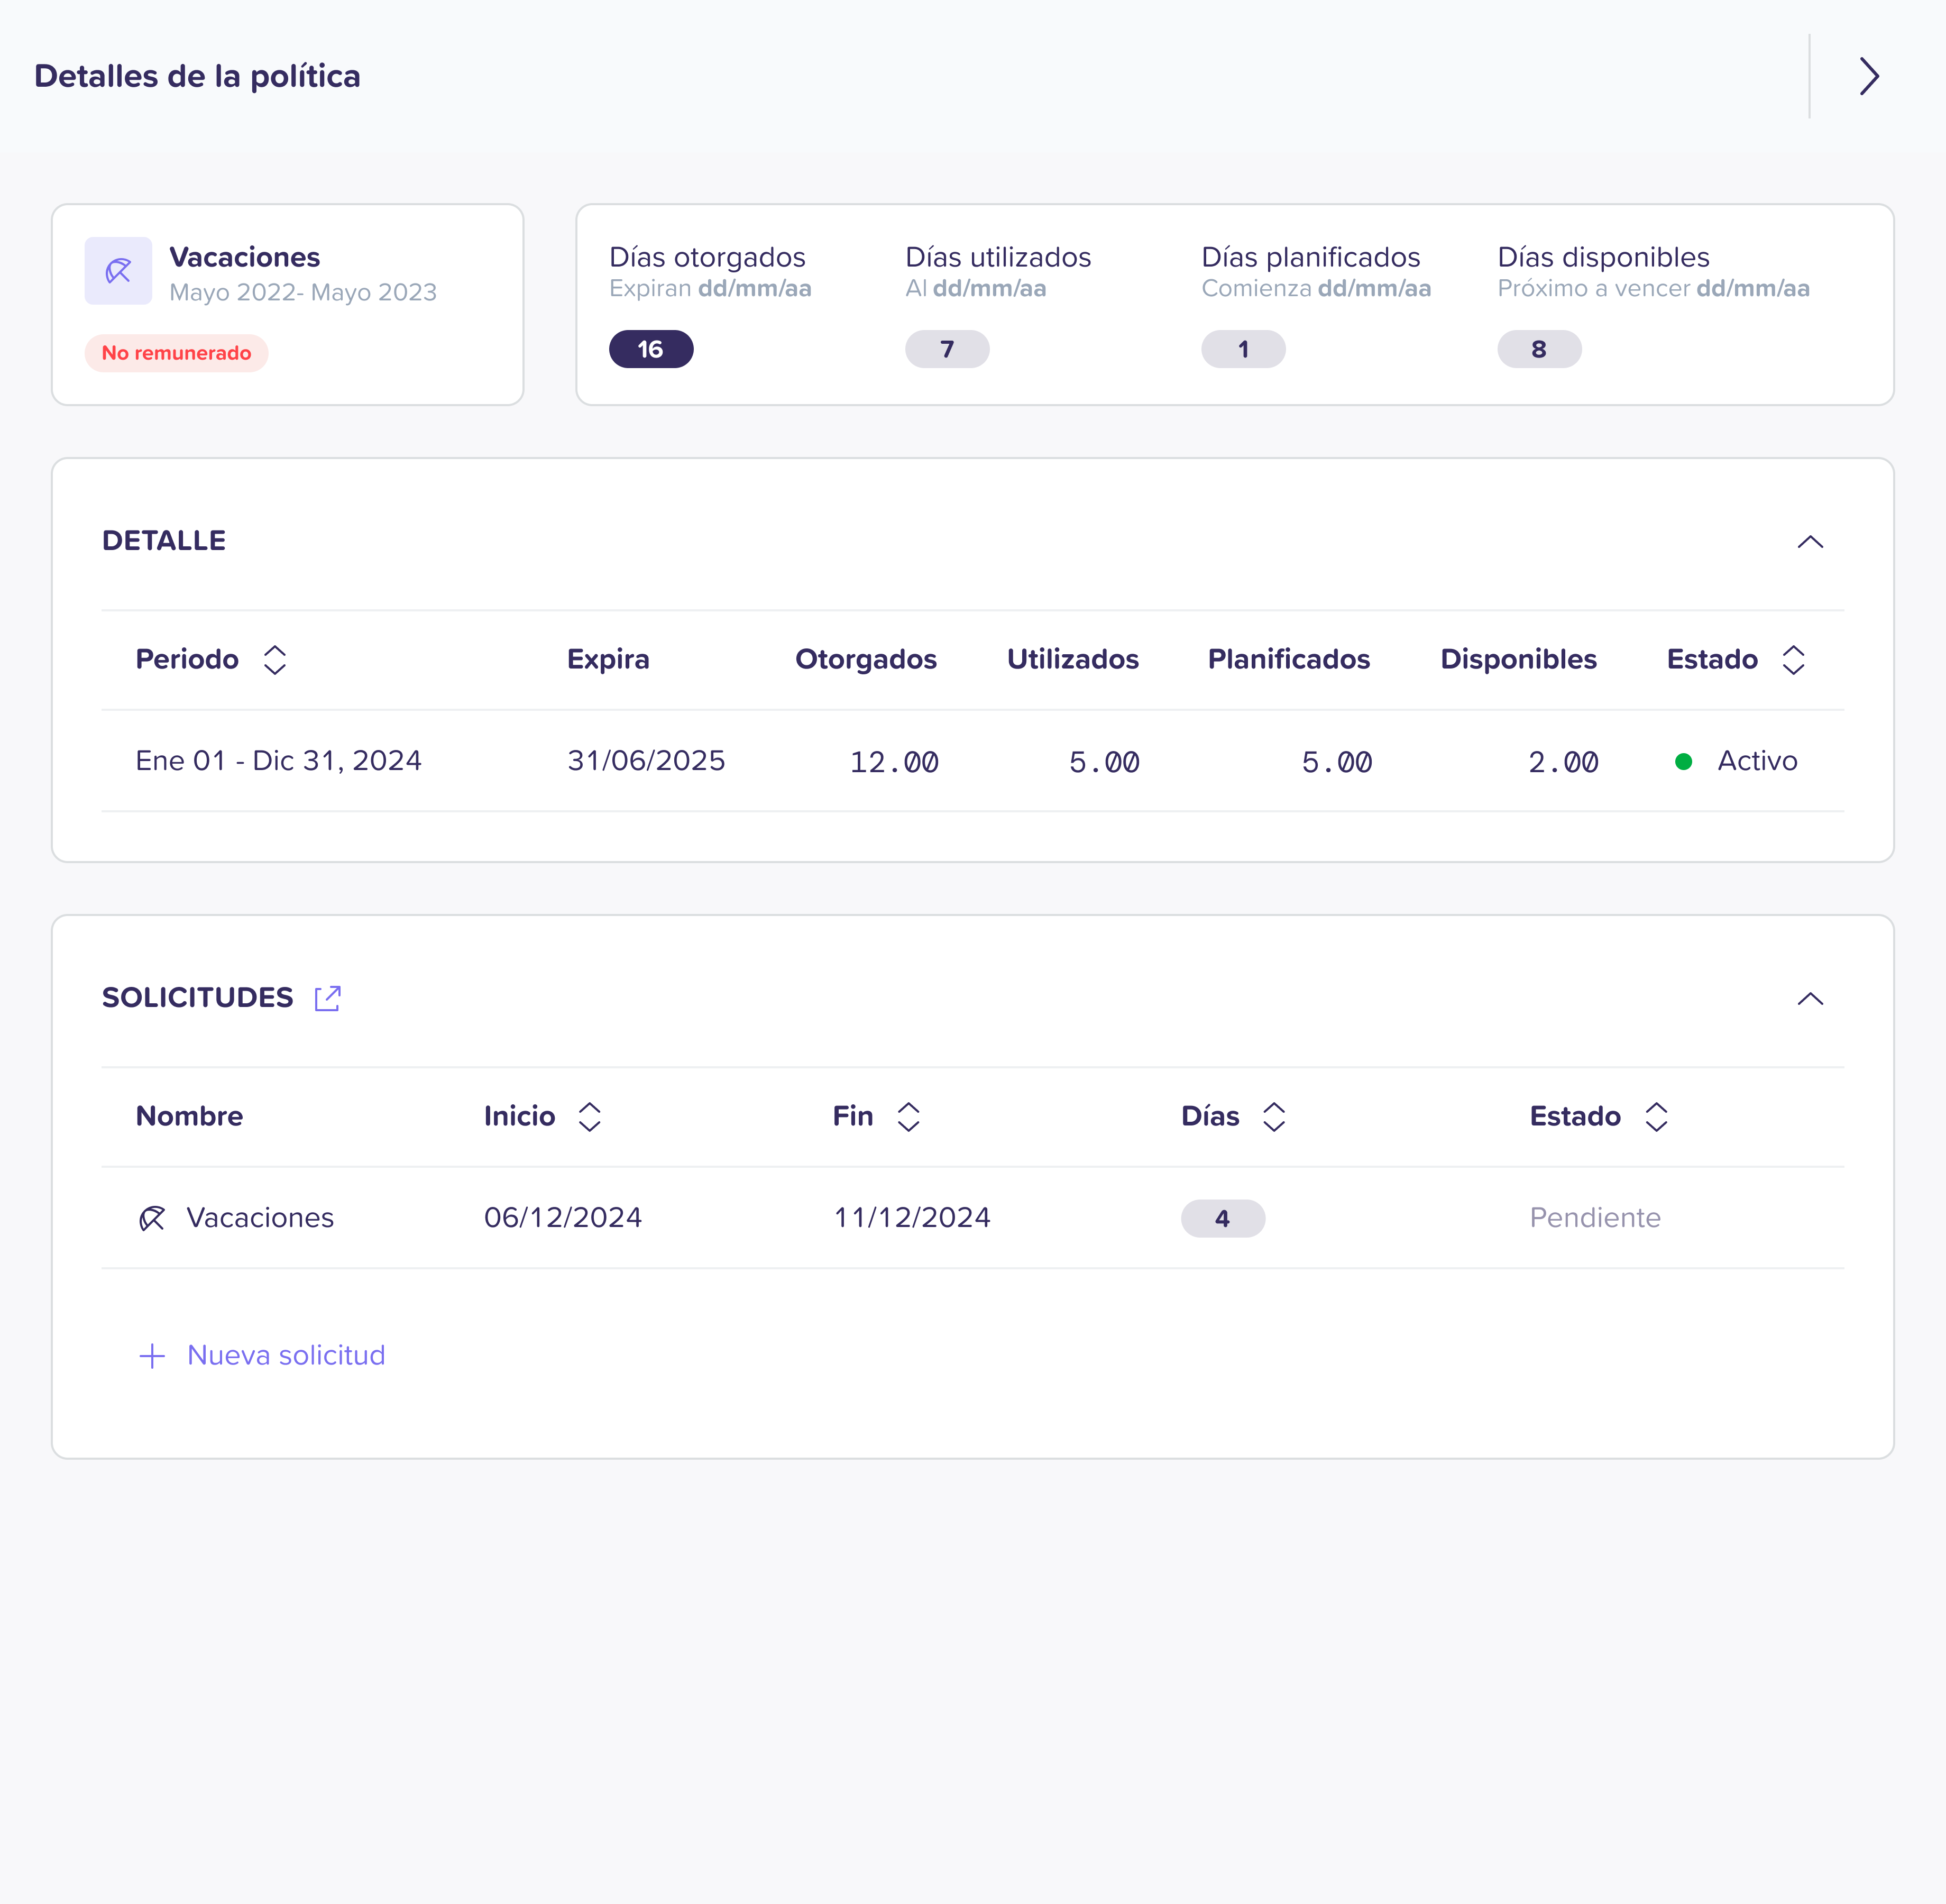 Detalles de la política
Vacaciones
Mayo 2022- Mayo 2023
No remunerado
Días otorgados
Expiran dd/mm/aa
16
Días utilizados
Al dd/mm/aa
7
Días planificados
Comienza dd/mm/aa
1
Días disponibles
Próximo a vencer dd/mm/aa
8
DETALLE
Periodo Expira Otorgados Utilizados Planificados Disponibles Estado
Ene 01 - Dic 31, 2024 31/06/2025 12.00 5.00 5.00 2.00 Activo
SOLICITUDES
Nombre Inicio Fin Días Estado
Vacaciones 06/12/2024 11/12/2024 4 Pendiente
Nueva solicitud